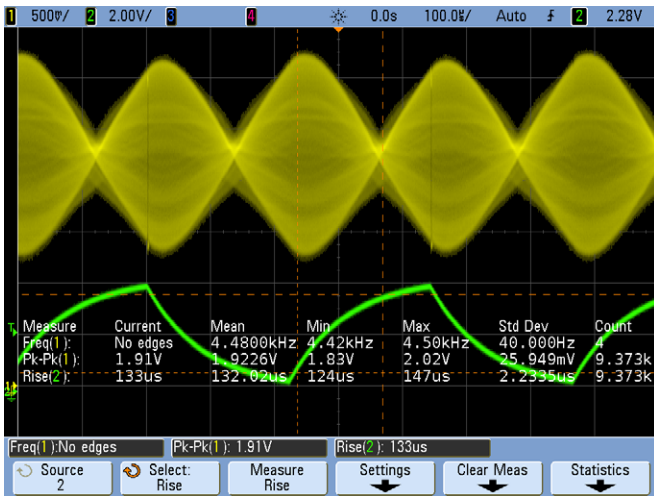 1 500mV/ 2 2.00V/ 3 4 0.0s 100.0µ/ Auto 2 2.28V
Measure Current Mean Min Max Std Dev Count
Freq(1): No edges 4.4800kHz 4.42kHz 4.50kHz 40.000Hz 4
Pk-Pk(1): 1.91V 1.9226V 1.83V 2.02V 25.949mV 9.373k
Rise(2): 133us 132.02us 124us 147us 2.2335us 9.373k
Freq(1):No edges Pk-Pk(1): 1.91V Rise(2): 133us
Source Select: Measure Settings Clear Meas Statistics
2 Rise Rise